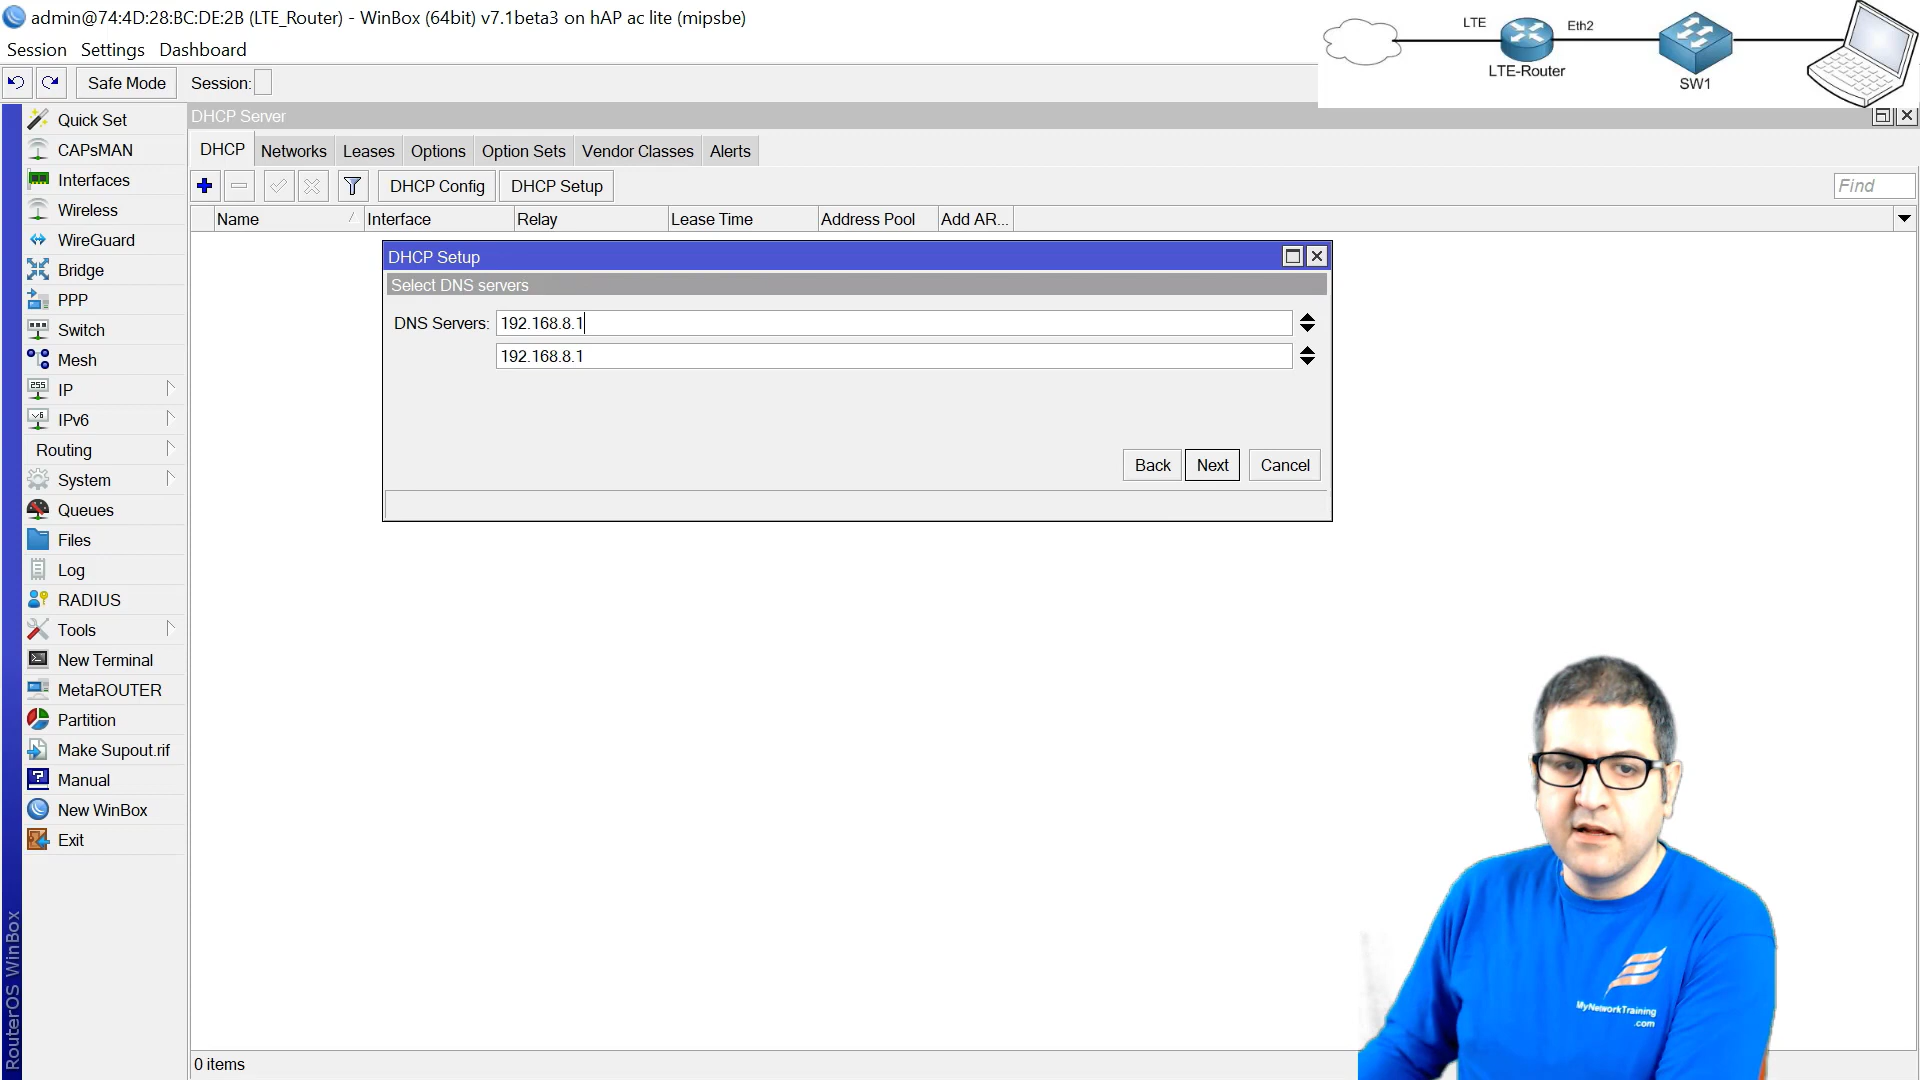 admin@74:4D:28:BC:DE:2B (LTE_Router) - WinBox (64bit) v7.1beta3 on hAP ac lite (mipsbe)
Session Settings Dashboard
Safe Mode Session:
LTE Eth2
LTE-Router
SW1
Quick Set
CAPsMAN
Interfaces
Wireless
WireGuard
Bridge
PPP
Switch
Mesh
IP
IPv6
Routing
System
Queues
Files
Log
RADIUS
Tools
New Terminal
MetaROUTER
Partition
Make Supout.rif
Manual
New WinBox
Exit
RouterOS WinBox
DHCP Server
DHCP Networks Leases Options Option Sets Vendor Classes Alerts
DHCP Config DHCP Setup Find
Name Interface Relay Lease Time Address Pool Add AR...
DHCP Setup
Select DNS servers
DNS Servers: 192.168.8.1
192.168.8.1
Back Next Cancel
0 items
MyNetworkTraining
.com